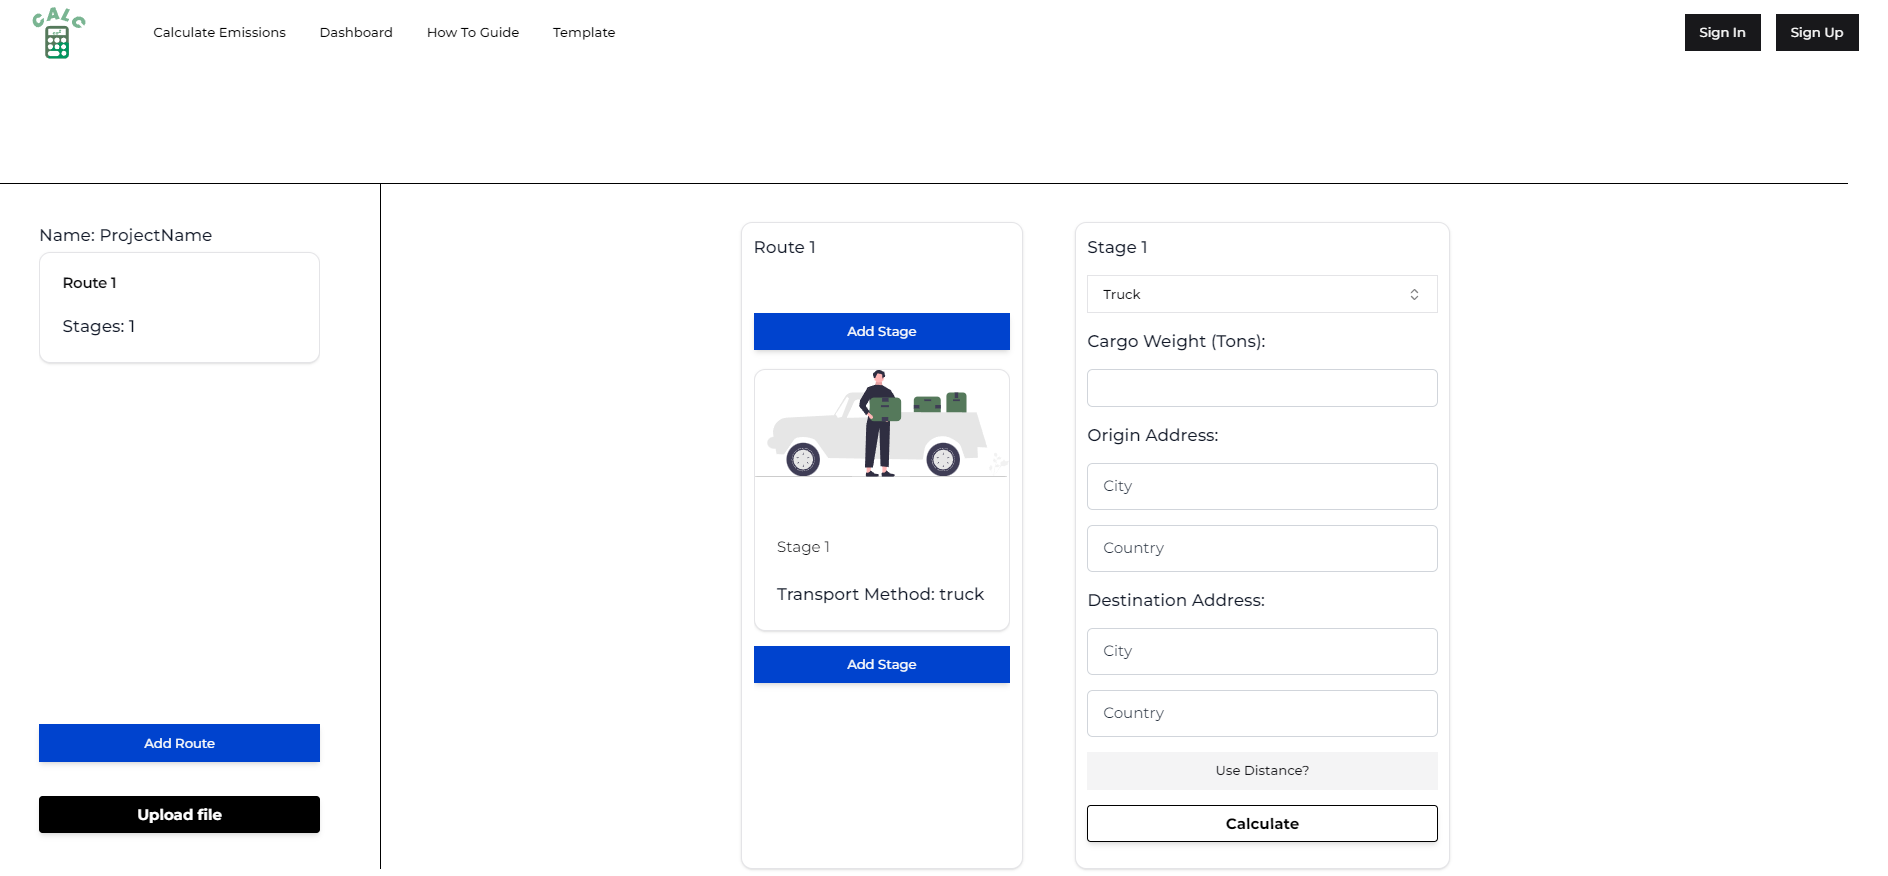 CALC
Calculate Emissions
Dashboard
How To Guide
Template
Sign In
Sign Up
Name: ProjectName
Route 1
Stages: 1
Add Route
Upload file
Route 1
Add Stage
Stage 1
Transport Method: truck
Add Stage
Stage 1
Truck
Cargo Weight (Tons):
Origin Address:
City
Country
Destination Address:
City
Country
Use Distance?
Calculate